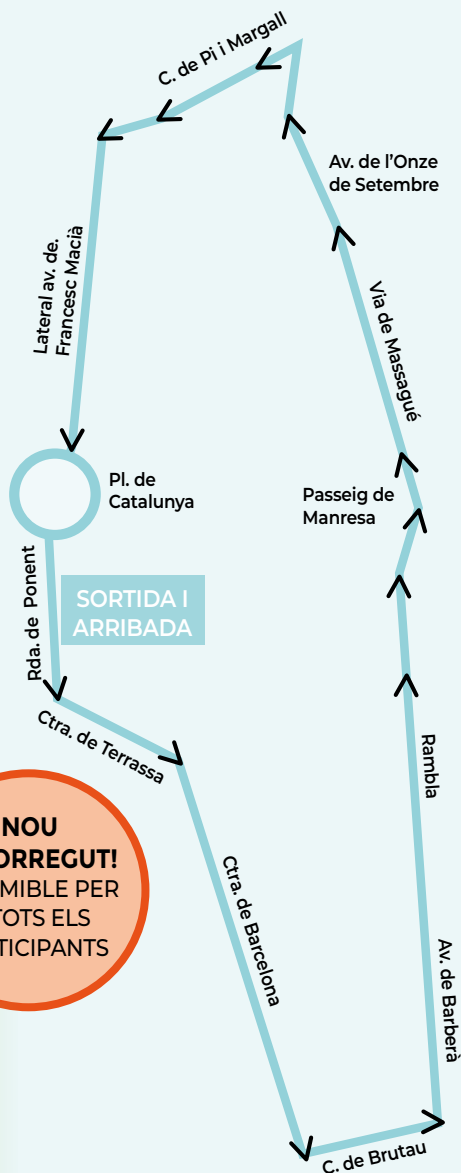 C. de Pi i Margall
Av. de l'Onze
de Setembre
Lateral av. de.
Francesc Macià
Via de Massagué
Pl. de
Catalunya
Passeig de
Manresa
Rda. de Ponent
SORTIDA I
ARRIBADA
Ctra. de Terrassa
Rambla
NOU
ORREGUT!
MIBLE PER
TOTS ELS
TICIPANTS
Ctra. de Barcelona
Av. de Barberà
C. de Brutau